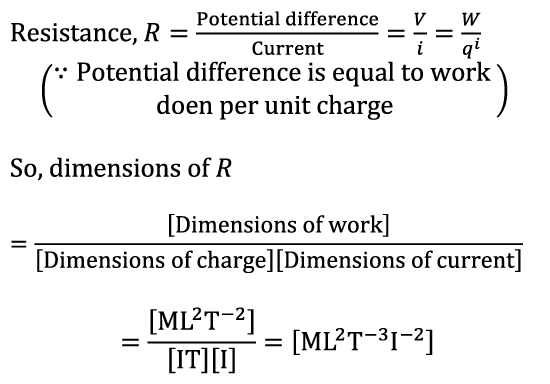 Resistance, R = Potential difference/Current = V/i = W/qⁱ
(∵ Potential difference is equal to work
doen per unit charge)
So, dimensions of R
= [Dimensions of work]/[Dimensions of charge][Dimensions of current]
= [ML²T⁻²]/[IT][I] = [ML²T⁻³I⁻²]